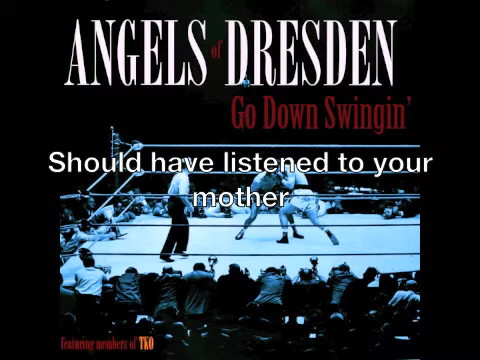 ANGELS of DRESDEN
Go Down Swingin'
Should have listened to your
mother
featuring members of TKO